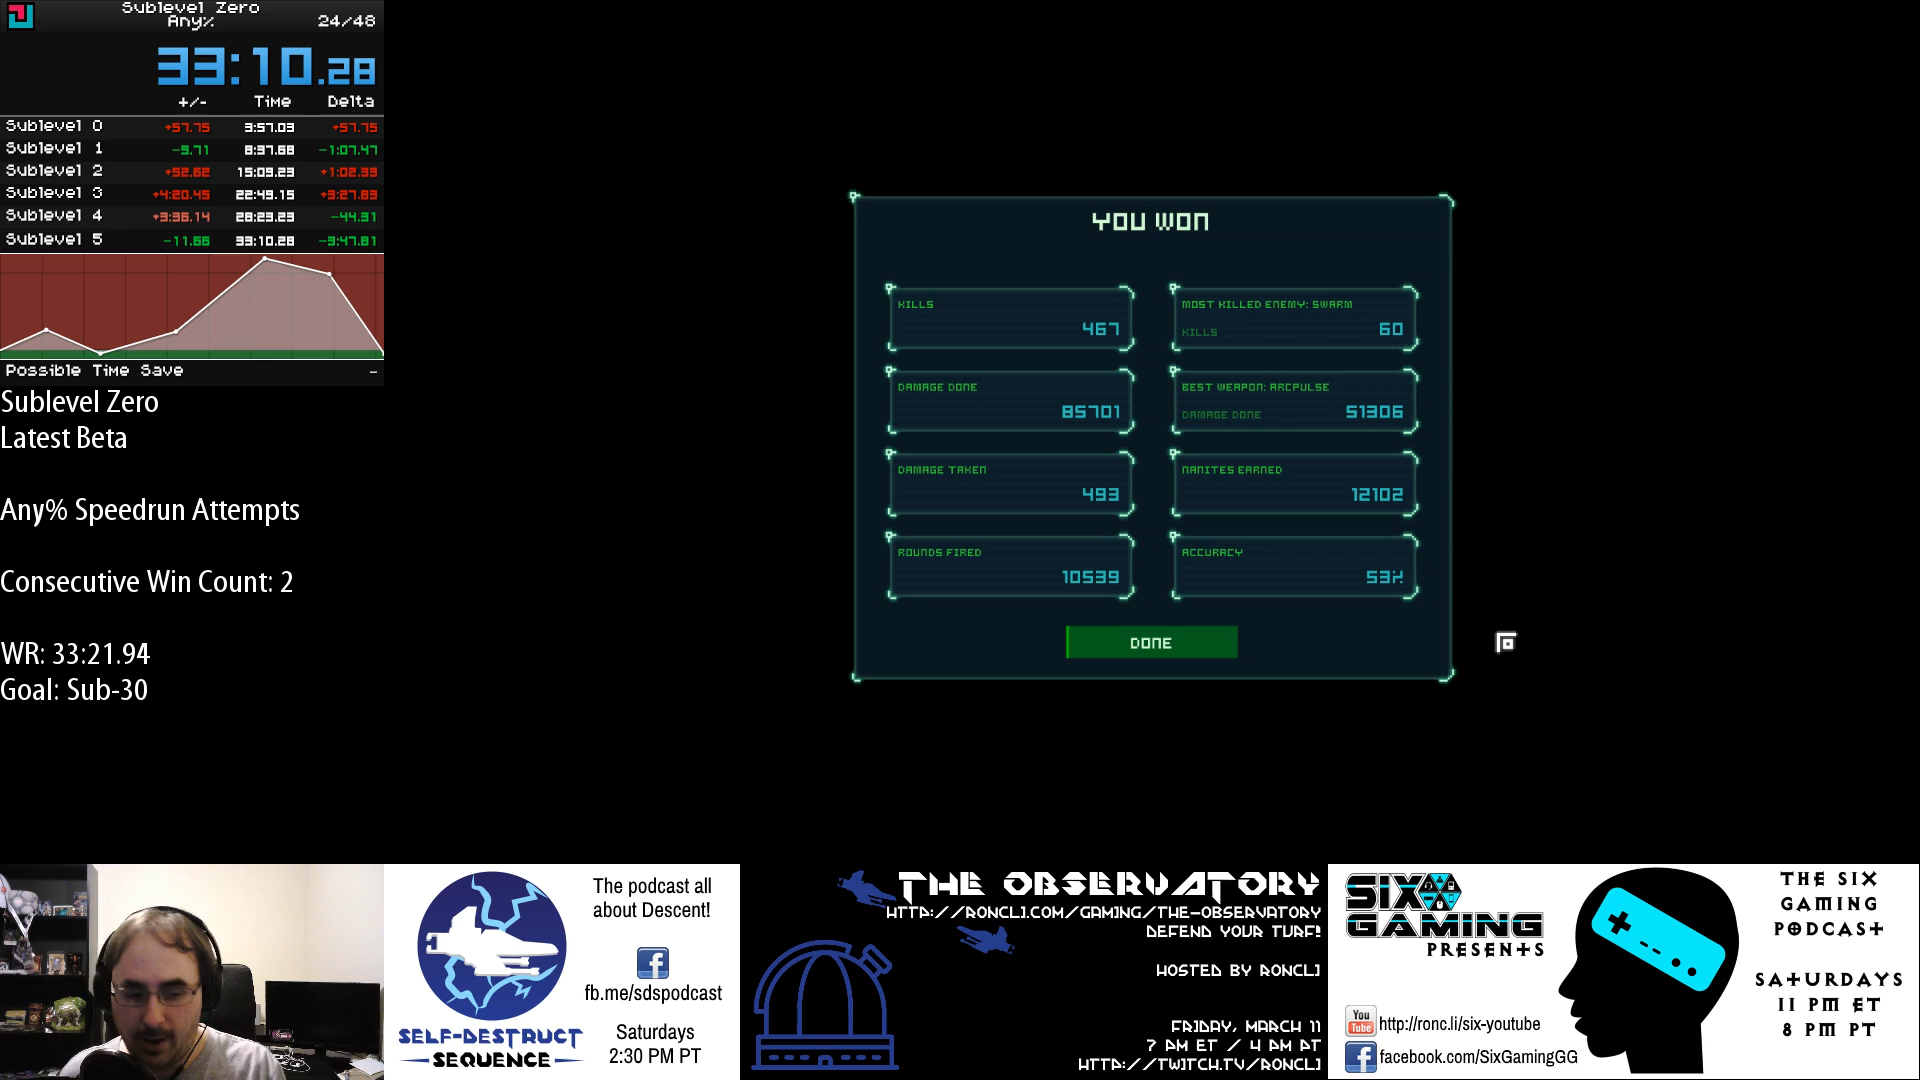 Sublevel Zero
Any%
24/48
33:10.28
+/- Time Delta
Sublevel 0 +57.75 3:57.03 +57.75
Sublevel 1 -9.71 8:37.68 -1:07.47
Sublevel 2 +52.62 15:09.23 +1:02.33
Sublevel 3 +4:20.45 22:49.15 +3:27.83
Sublevel 4 +3:36.14 28:23.23 -44.31
Sublevel 5 -11.66 33:10.28 -3:47.81
Possible Time Save -
Sublevel Zero
Latest Beta
Any% Speedrun Attempts
Consecutive Win Count: 2
WR: 33:21.94
Goal: Sub-30
YOU WON
KILLS
467
MOST KILLED ENEMY: SWARM
KILLS
60
DAMAGE DONE
85701
BEST WEAPON: ARCPULSE
DAMAGE DONE
51306
DAMAGE TAKEN
493
NANITES EARNED
12102
ROUNDS FIRED
10539
ACCURACY
53%
DONE
SELF-DESTRUCT
SEQUENCE
The podcast all
about Descent!
fb.me/sdspodcast
Saturdays
2:30 PM PT
THE OBSERVATORY
HTTP://RONCLI.COM/GAMING/THE-OBSERVATORY
DEFEND YOUR TURF!
HOSTED BY RONCLI
FRIDAY, MARCH 11
7 PM ET / 4 PM PT
HTTP://TWITCH.TV/RONCLI
SIX
GAMING
PRESENTS
You
Tube
http://ronc.li/six-youtube
facebook.com/SixGamingGG
THE SIX
GAMING
PODCAST
SATURDAYS
11 PM ET
8 PM PT